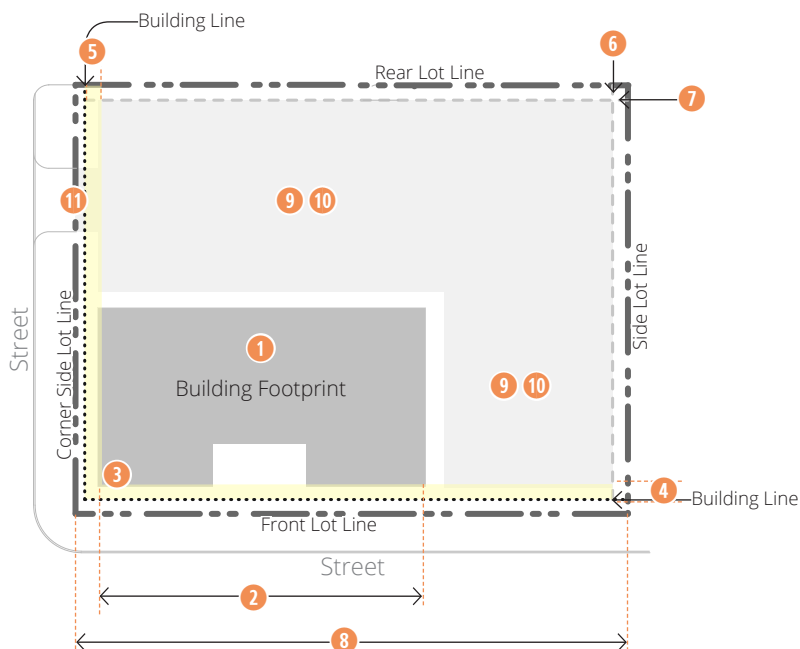 Building Line
5
6
Rear Lot Line
7
11
9 10
Street
Corner Side Lot Line
Side Lot Line
1
Building Footprint
9 10
3
4
Building Line
Front Lot Line
Street
2
8